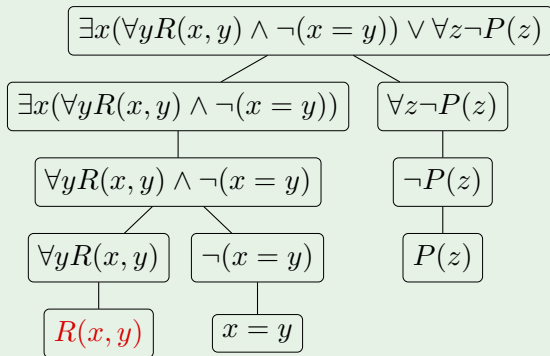 ∃x(∀yR(x, y) ∧ ¬(x = y)) ∨ ∀z¬P(z)
∃x(∀yR(x, y) ∧ ¬(x = y)) ∀z¬P(z)
∀yR(x, y) ∧ ¬(x = y) ¬P(z)
∀yR(x, y) ¬(x = y) P(z)
R(x, y) x = y